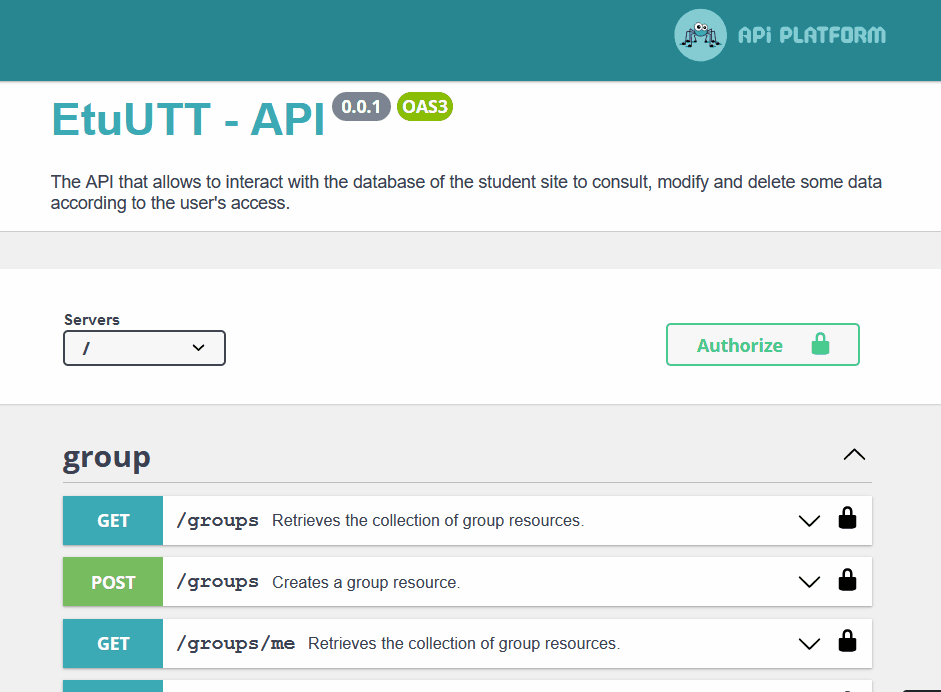 APi PLATFORM
EtuUTT - API 0.0.1 OAS3
The API that allows to interact with the database of the student site to consult, modify and delete some data
according to the user's access.
Servers
/
Authorize
group
GET /groups Retrieves the collection of group resources.
POST /groups Creates a group resource.
GET /groups/me Retrieves the collection of group resources.